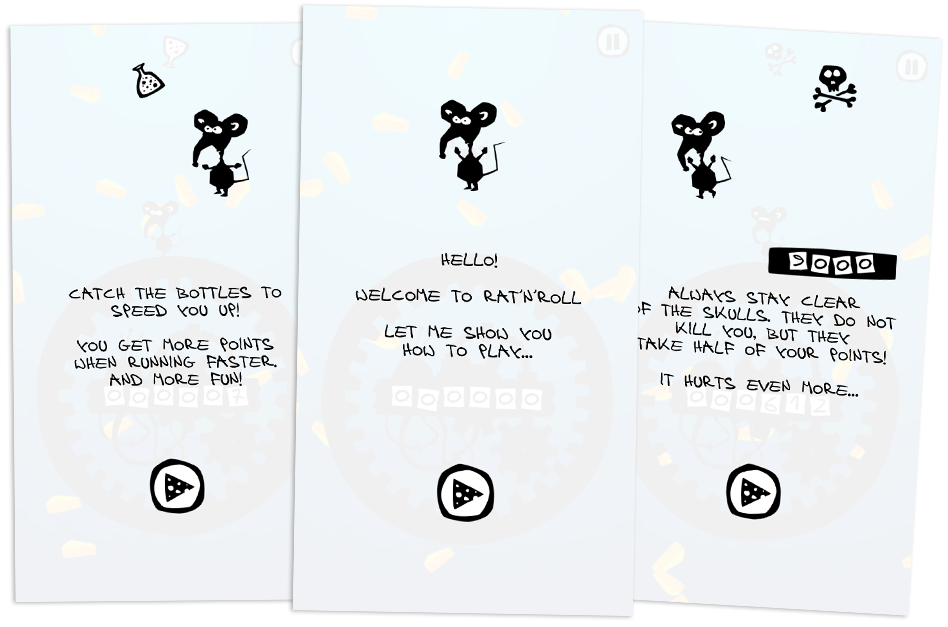 CATCH THE BOTTLES TO
SPEED YOU UP!
YOU GET MORE POINTS
WHEN RUNNING FASTER.
AND MORE FUN!
000007
HELLO!
WELCOME TO RAT'N'ROLL
LET ME SHOW YOU
HOW TO PLAY...
000000
9000
ALWAYS STAY CLEAR
OF THE SKULLS. THEY DO NOT
KILL YOU, BUT THEY
TAKE HALF OF YOUR POINTS!
IT HURTS EVEN MORE...
000612